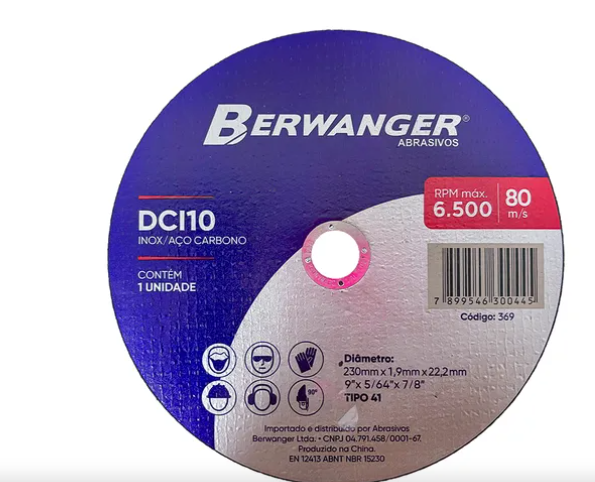 BERWANGER®
ABRASIVOS
RPM máx.
6.500
80
m/s
DCI10
INOX/AÇO CARBONO
CONTÉM
1 UNIDADE
7 899546 300445
Código: 369
90°
Diâmetro:
230mm x 1,9mm x 22,2mm
9"x 5/64"x 7/8"
TIPO 41
Importado e distribuído por Abrasivos
Berwanger Ltda. • CNPJ 04.791.458/0001-67.
Produzido na China.
EN 12413 ABNT NBR 15230